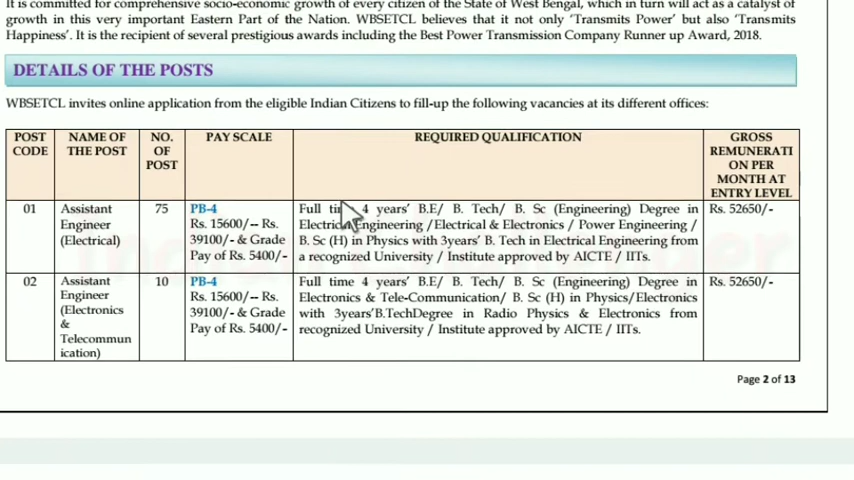 It is committed for comprehensive socio-economic growth of every citizen of the State of West Bengal, which in turn will act as a catalyst of
growth in this very important Eastern Part of the Nation. WBSETCL believes that it not only 'Transmits Power' but also 'Transmits
Happiness'. It is the recipient of several prestigious awards including the Best Power Transmission Company Runner up Award, 2018.
DETAILS OF THE POSTS
WBSETCL invites online application from the eligible Indian Citizens to fill-up the following vacancies at its different offices:
POST
CODE
NAME OF
THE POST
NO.
OF
POST
PAY SCALE
REQUIRED QUALIFICATION
GROSS
REMUNERATI
ON PER
MONTH AT
ENTRY LEVEL
01
Assistant
Engineer
(Electrical)
75
PB-4
Rs. 15600/-- Rs.
39100/- & Grade
Pay of Rs. 5400/-
Full 4 years' B.E/ B. Tech/ B. Sc (Engineering) Degree in
Engineering /Electrical & Electronics / Power Engineering /
B. Sc (H) in Physics with 3years' B. Tech in Electrical Engineering from
a recognized University / Institute approved by AICTE / IITs.
Rs. 52650/-
02
Assistant
Engineer
(Electronics
&
Telecommun
ication)
10
PB-4
Rs. 15600/-- Rs.
39100/- & Grade
Pay of Rs. 5400/-
Full time 4 years' B.E/ B. Tech/ B. Sc (Engineering) Degree in
Electronics & Tele-Communication/ B. Sc (H) in Physics/Electronics
with 3years'B.TechDegree in Radio Physics & Electronics from
recognized University / Institute approved by AICTE / IITs.
Rs. 52650/-
Page 2 of 13